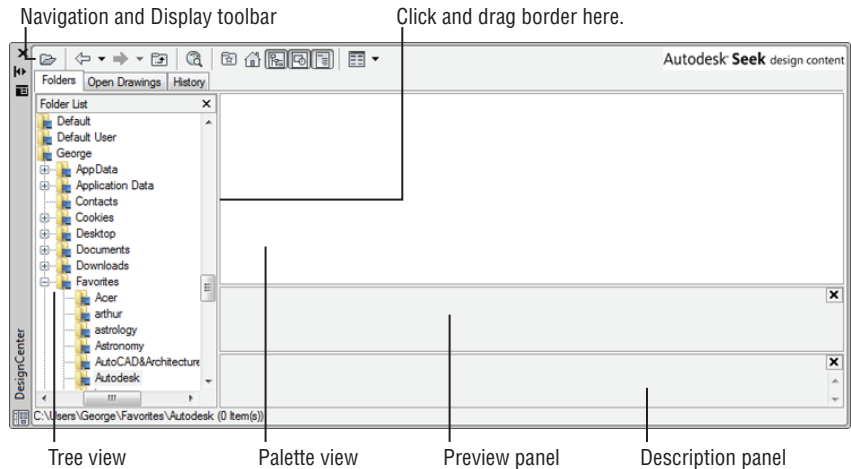 Navigation and Display toolbar
Click and drag border here.
Autodesk Seek design content
Folders
Open Drawings
History
Folder List
Default
Default User
George
AppData
Application Data
Contacts
Cookies
Desktop
Documents
Downloads
Favorites
Acer
arthur
astrology
Astronomy
AutoCAD&Architecture
Autodesk
DesignCenter
C:\Users\George\Favorites\Autodesk (0 Item(s))
Tree view
Palette view
Preview panel
Description panel